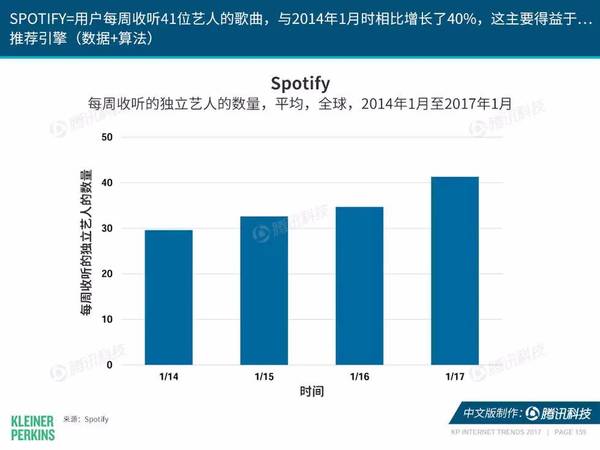 SPOTIFY=用户每周收听41位艺人的歌曲，与2014年1月时相比增长了40%，这主要得益于…
推荐引擎（数据+算法）
Spotify
每周收听的独立艺人的数量，平均，全球，2014年1月至2017年1月
腾讯科技
腾讯科技
每周收听的独立艺人的数量
50
40
30
20
10
0
腾讯科技
腾讯科技
腾讯科技
1/14
1/15
1/16
1/17
时间
KLEINER
PERKINS
来源：Spotify
中文版制作：腾讯科技
KP INTERNET TRENDS 2017 | PAGE 159